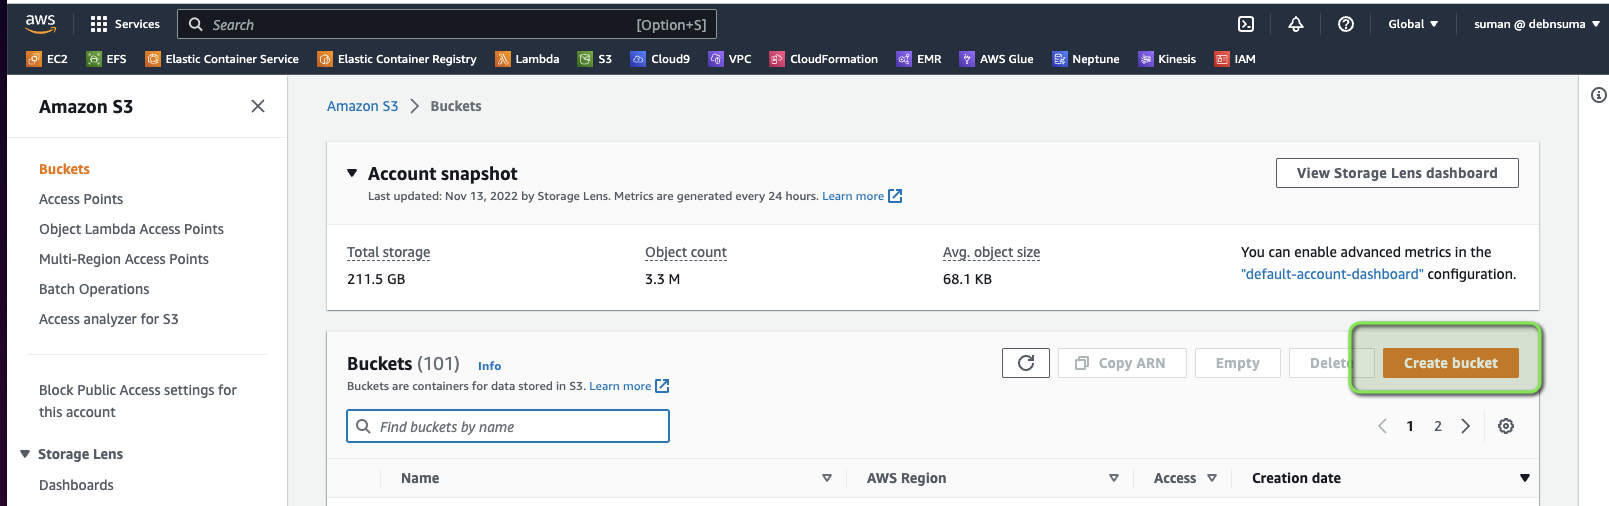 aws
Services
Search
[Option+S]
Global
suman @ debnsuma
EC2
EFS
Elastic Container Service
Elastic Container Registry
Lambda
S3
Cloud9
VPC
CloudFormation
EMR
AWS Glue
Neptune
Kinesis
IAM
Amazon S3
Buckets
Access Points
Object Lambda Access Points
Multi-Region Access Points
Batch Operations
Access analyzer for S3
Block Public Access settings for
this account
Storage Lens
Dashboards
Amazon S3 > Buckets
Account snapshot
Last updated: Nov 13, 2022 by Storage Lens. Metrics are generated every 24 hours. Learn more
View Storage Lens dashboard
Total storage
211.5 GB
Object count
3.3 M
Avg. object size
68.1 KB
You can enable advanced metrics in the
"default-account-dashboard" configuration.
Buckets (101)
Info
Buckets are containers for data stored in S3. Learn more
Copy ARN
Empty
Delete
Create bucket
Find buckets by name
1
2
Name
AWS Region
Access
Creation date